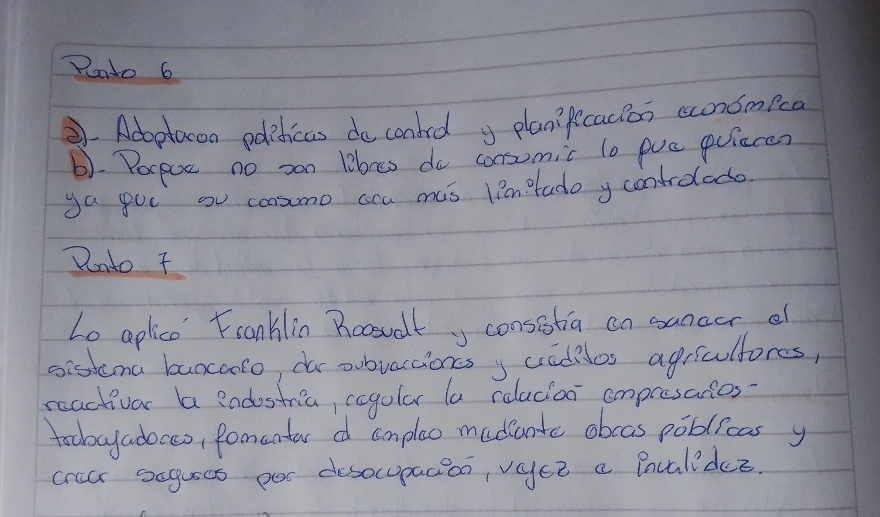 Punto 6
a)- Adoptaron políticas de control y planificación económica
b)- Porque no son libres de consumir lo que quieren
ya que su consumo era más limitado y controlado.
Punto 7
Lo aplicó Franklin Roosvelt y consistía en sanear el
sistema bancario, dar subvenciones y créditos agricultores,
reactivar la industria, regular la relación empresarios-
trabajadores, fomentar el empleo mediante obras públicas y
crear seguros por desocupación, vejez e invalidez.